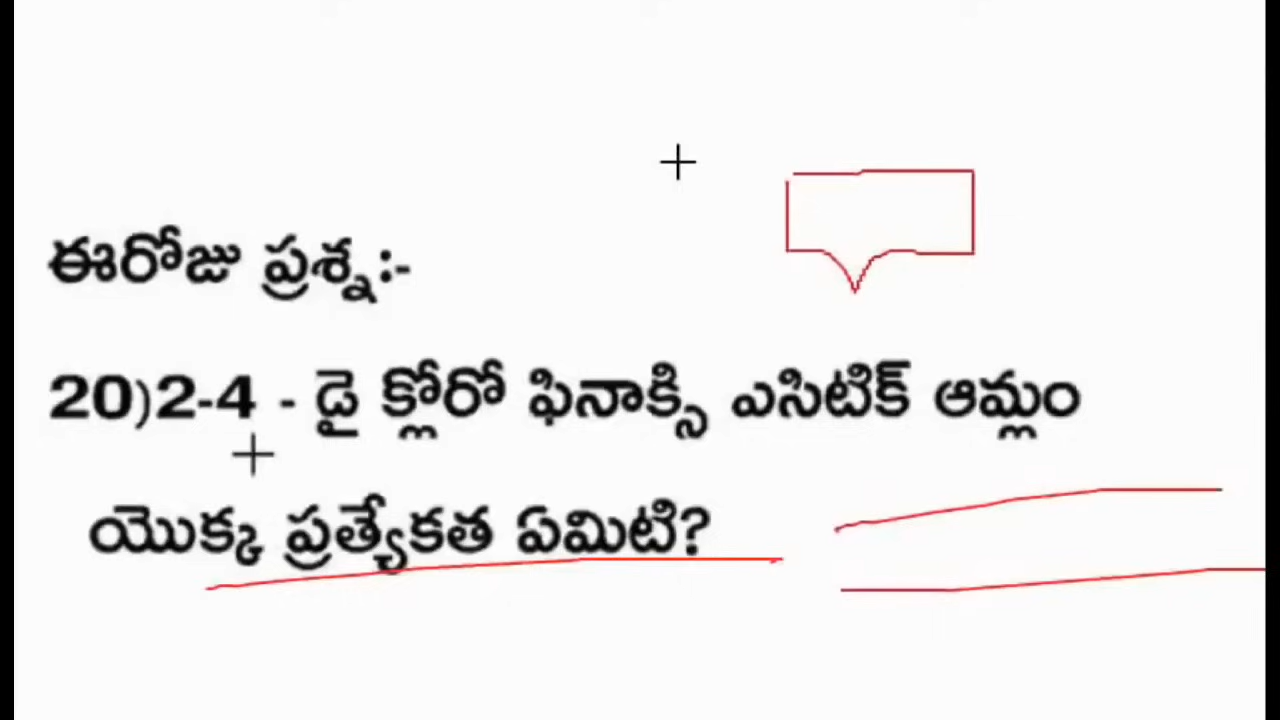 ఈరోజు ప్రశ్న:-
20)2-4 - డై క్లోరో ఫినాక్సి ఎసిటిక్ ఆమ్లం
యొక్క ప్రత్యేకత ఏమిటి?